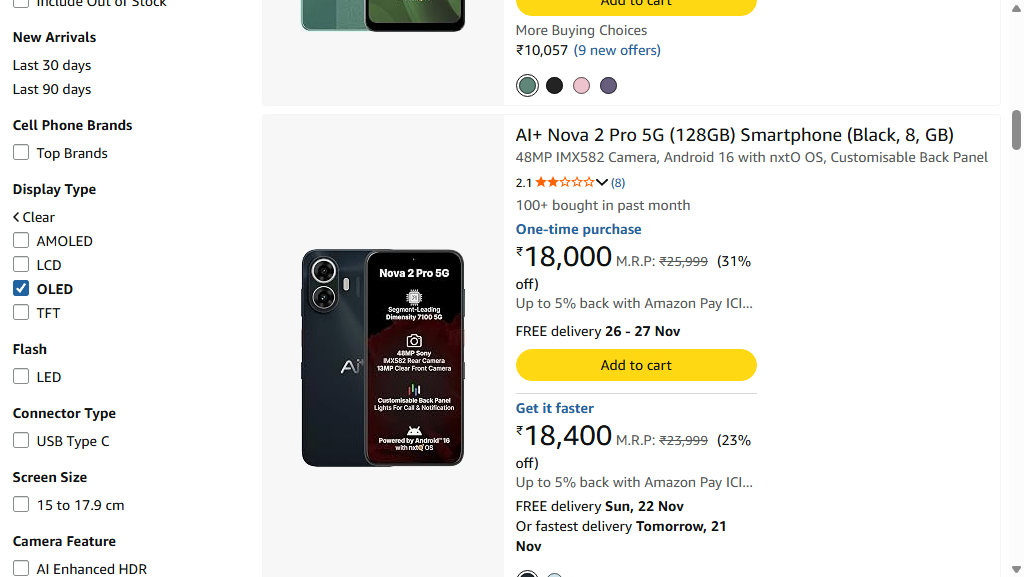 Include Out of Stock
New Arrivals
Last 30 days
Last 90 days
Cell Phone Brands
Top Brands
Display Type
Clear
AMOLED
LCD
OLED
TFT
Flash
LED
Connector Type
USB Type C
Screen Size
15 to 17.9 cm
Camera Feature
AI Enhanced HDR
Add to cart
More Buying Choices
₹10,057 (9 new offers)
Nova 2 Pro 5G
Segment-Leading
Dimensity 7100 5G
48MP Sony
IMX582 Rear Camera
13MP Clear Front Camera
Customisable Back Panel
Lights For Call & Notification
Powered by Android™ 16
with nxtQ OS
Ai+
AI+ Nova 2 Pro 5G (128GB) Smartphone (Black, 8, GB)
48MP IMX582 Camera, Android 16 with nxtO OS, Customisable Back Panel
2.1 (8)
100+ bought in past month
One-time purchase
₹18,000 M.R.P: ₹25,999 (31%
off)
Up to 5% back with Amazon Pay ICI...
FREE delivery 26 - 27 Nov
Add to cart
Get it faster
₹18,400 M.R.P: ₹23,999 (23%
off)
Up to 5% back with Amazon Pay ICI...
FREE delivery Sun, 22 Nov
Or fastest delivery Tomorrow, 21
Nov